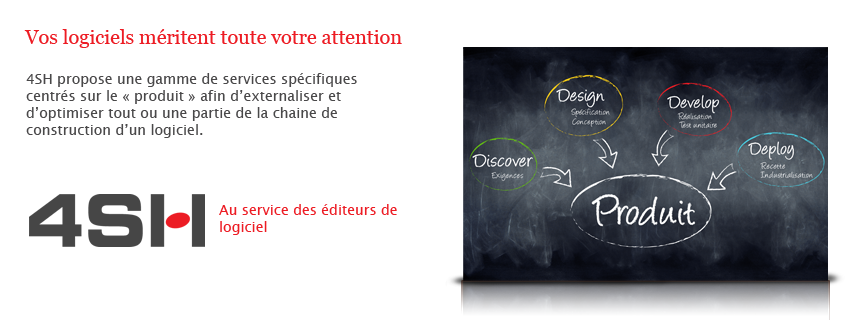 Vos logiciels méritent toute votre attention
4SH propose une gamme de services spécifiques
centrés sur le « produit » afin d’externaliser et
d’optimiser tout ou une partie de la chaine de
construction d’un logiciel.
4SH
Au service des éditeurs de
logiciel
Discover
Exigences
Design
Spécification
Conception
Develop
Réalisation
Test unitaire
Deploy
Recette
Industrialisation
Produit